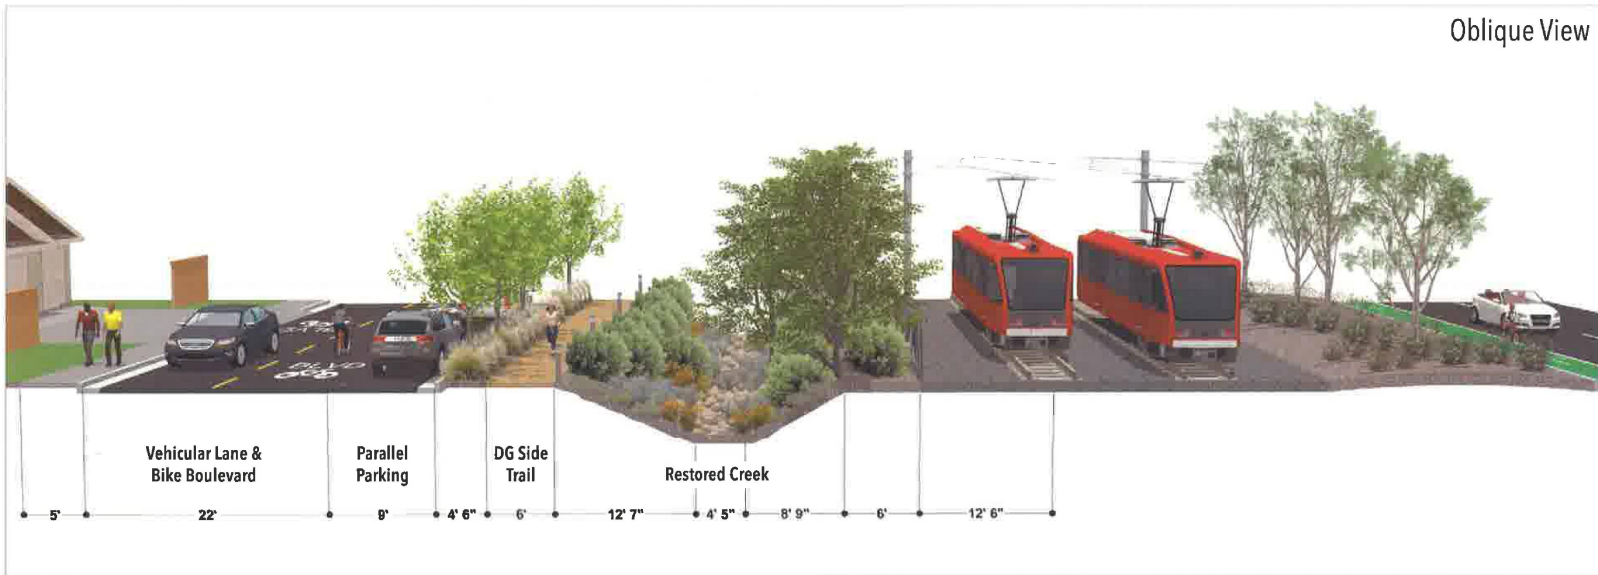 Oblique View
BLVD
Vehicular Lane &
Bike Boulevard
Parallel
Parking
DG Side
Trail
Restored Creek
5'
22'
9'
4' 6"
6'
12' 7"
4' 5"
8' 9"
6'
12' 6"